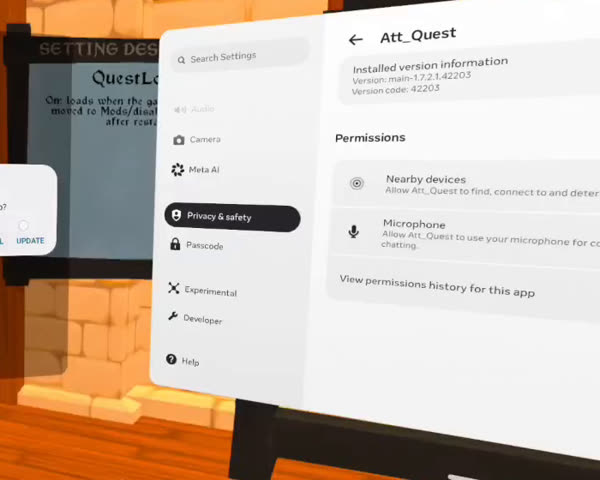 SETTING DES
QuestLo
when the ga
moved to Mods/disa
after resta
?
UPDATE
Search Settings
Audio
Camera
Meta AI
Privacy & safety
Passcode
Experimental
Developer
Help
Att_Quest
Installed version information
Version: main-1.7.2.1.42203
Version code: 42203
Permissions
Nearby devices
Allow Att_Quest to find, connect to and deter
Microphone
Allow Att_Quest to use your microphone for co
chatting.
View permissions history for this app